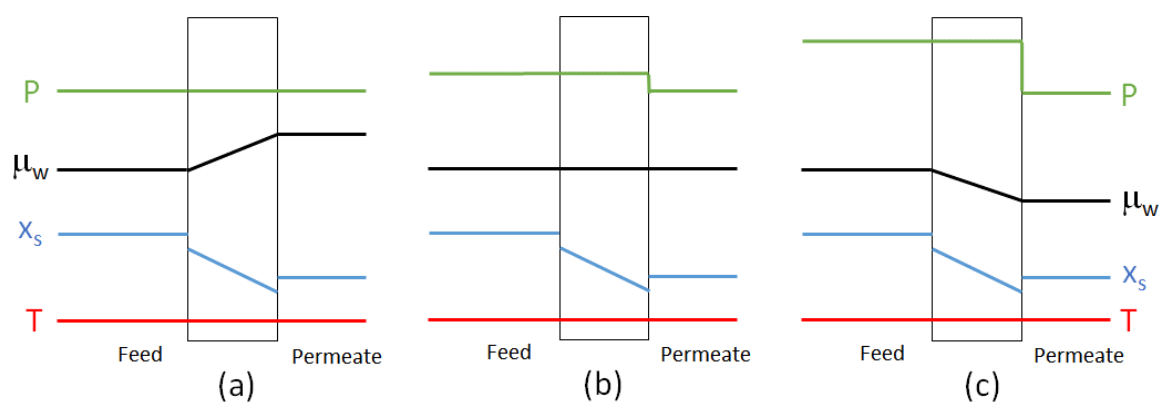 P
μw
xs
T
Feed
Permeate
(a)
Feed
Permeate
(b)
P
μw
xs
T
Feed
Permeate
(c)